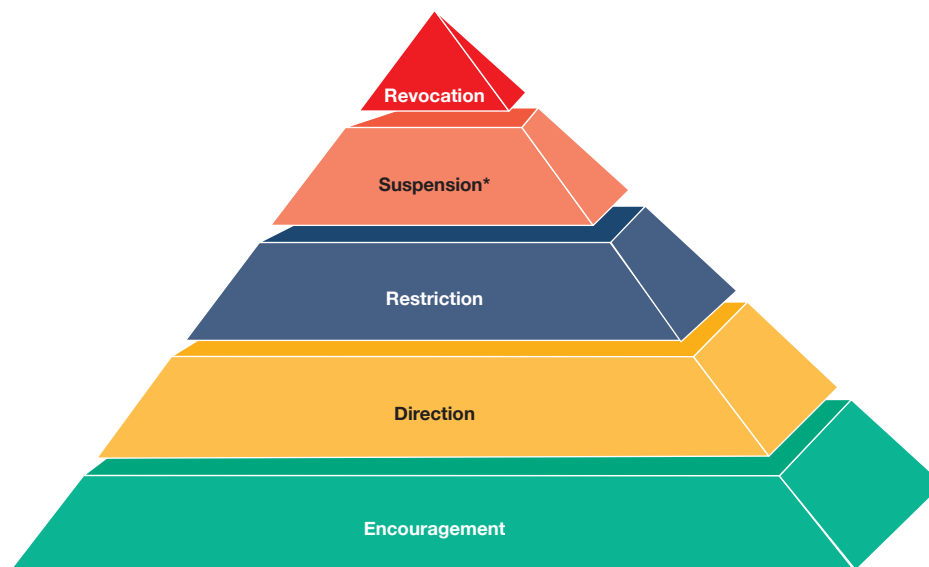 Revocation
Suspension*
Restriction
Direction
Encouragement